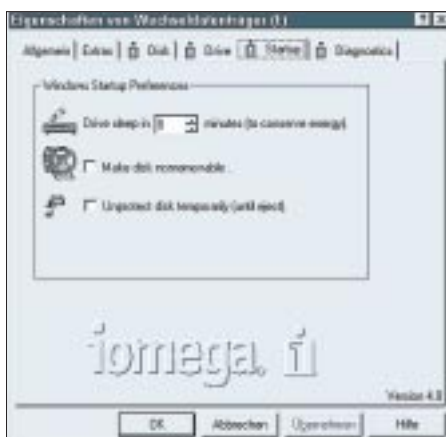 Eigenschaften von Wechseldatenträger (I:)
Allgemein Extras Disk Drive Startup Diagnostics
Windows Startup Preferences
Drive sleep in minutes (to conserve energy).
Make disk nonremovable.
Unprotect disk temporarily (until eject)
iomega.
Version 4.0
OK Abbrechen Übernehmen Hilfe